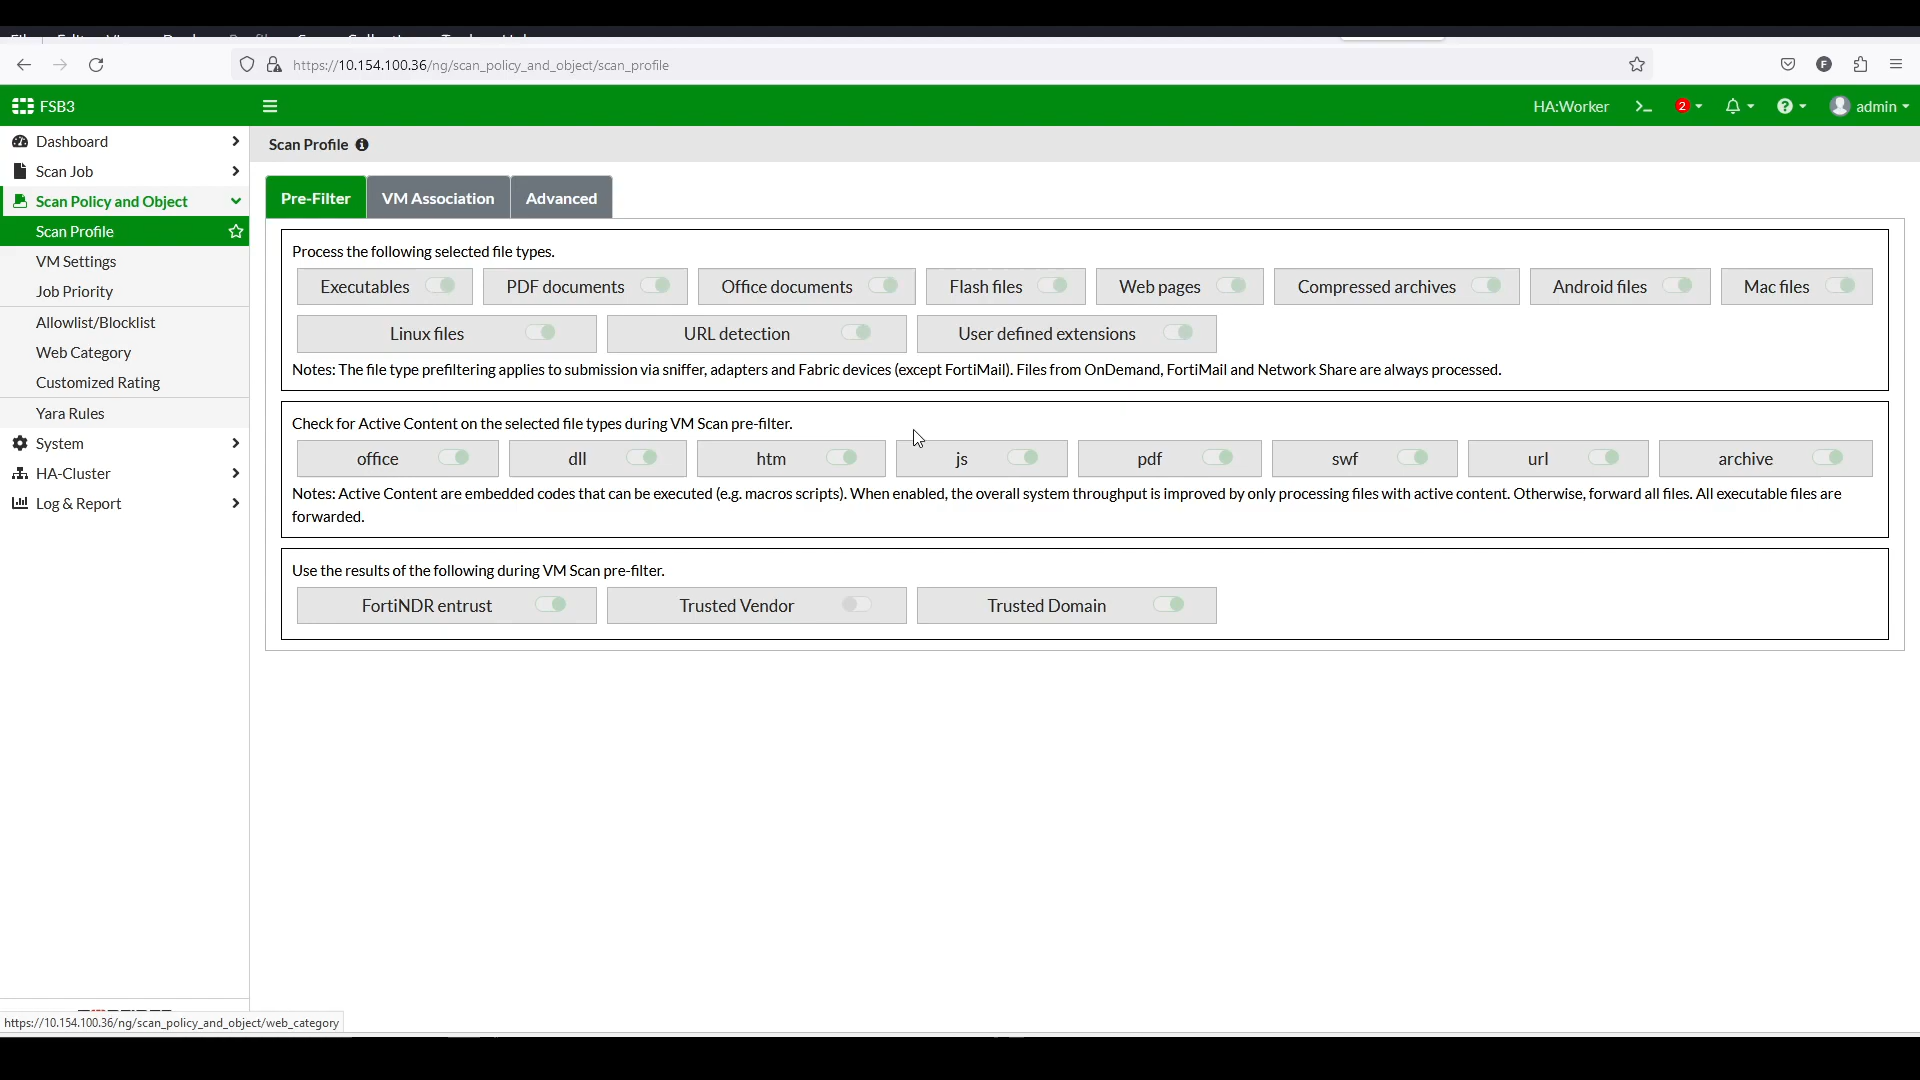 https://10.154.100.36/ng/scan_policy_and_object/scan_profile
F
FSB3
HA:Worker
>_
2
admin
Dashboard
Scan Job
Scan Policy and Object
Scan Profile
VM Settings
Job Priority
Allowlist/Blocklist
Web Category
Customized Rating
Yara Rules
System
HA-Cluster
Log & Report
Scan Profile
Pre-Filter VM Association Advanced
Process the following selected file types.
Executables PDF documents Office documents Flash files Web pages Compressed archives Android files Mac files
Linux files URL detection User defined extensions
Notes: The file type prefiltering applies to submission via sniffer, adapters and Fabric devices (except FortiMail). Files from OnDemand, FortiMail and Network Share are always processed.
Check for Active Content on the selected file types during VM Scan pre-filter.
office dll htm js pdf swf url archive
Notes: Active Content are embedded codes that can be executed (e.g. macros scripts). When enabled, the overall system throughput is improved by only processing files with active content. Otherwise, forward all files. All executable files are
forwarded.
Use the results of the following during VM Scan pre-filter.
FortiNDR entrust Trusted Vendor Trusted Domain
https://10.154.100.36/ng/scan_policy_and_object/web_category